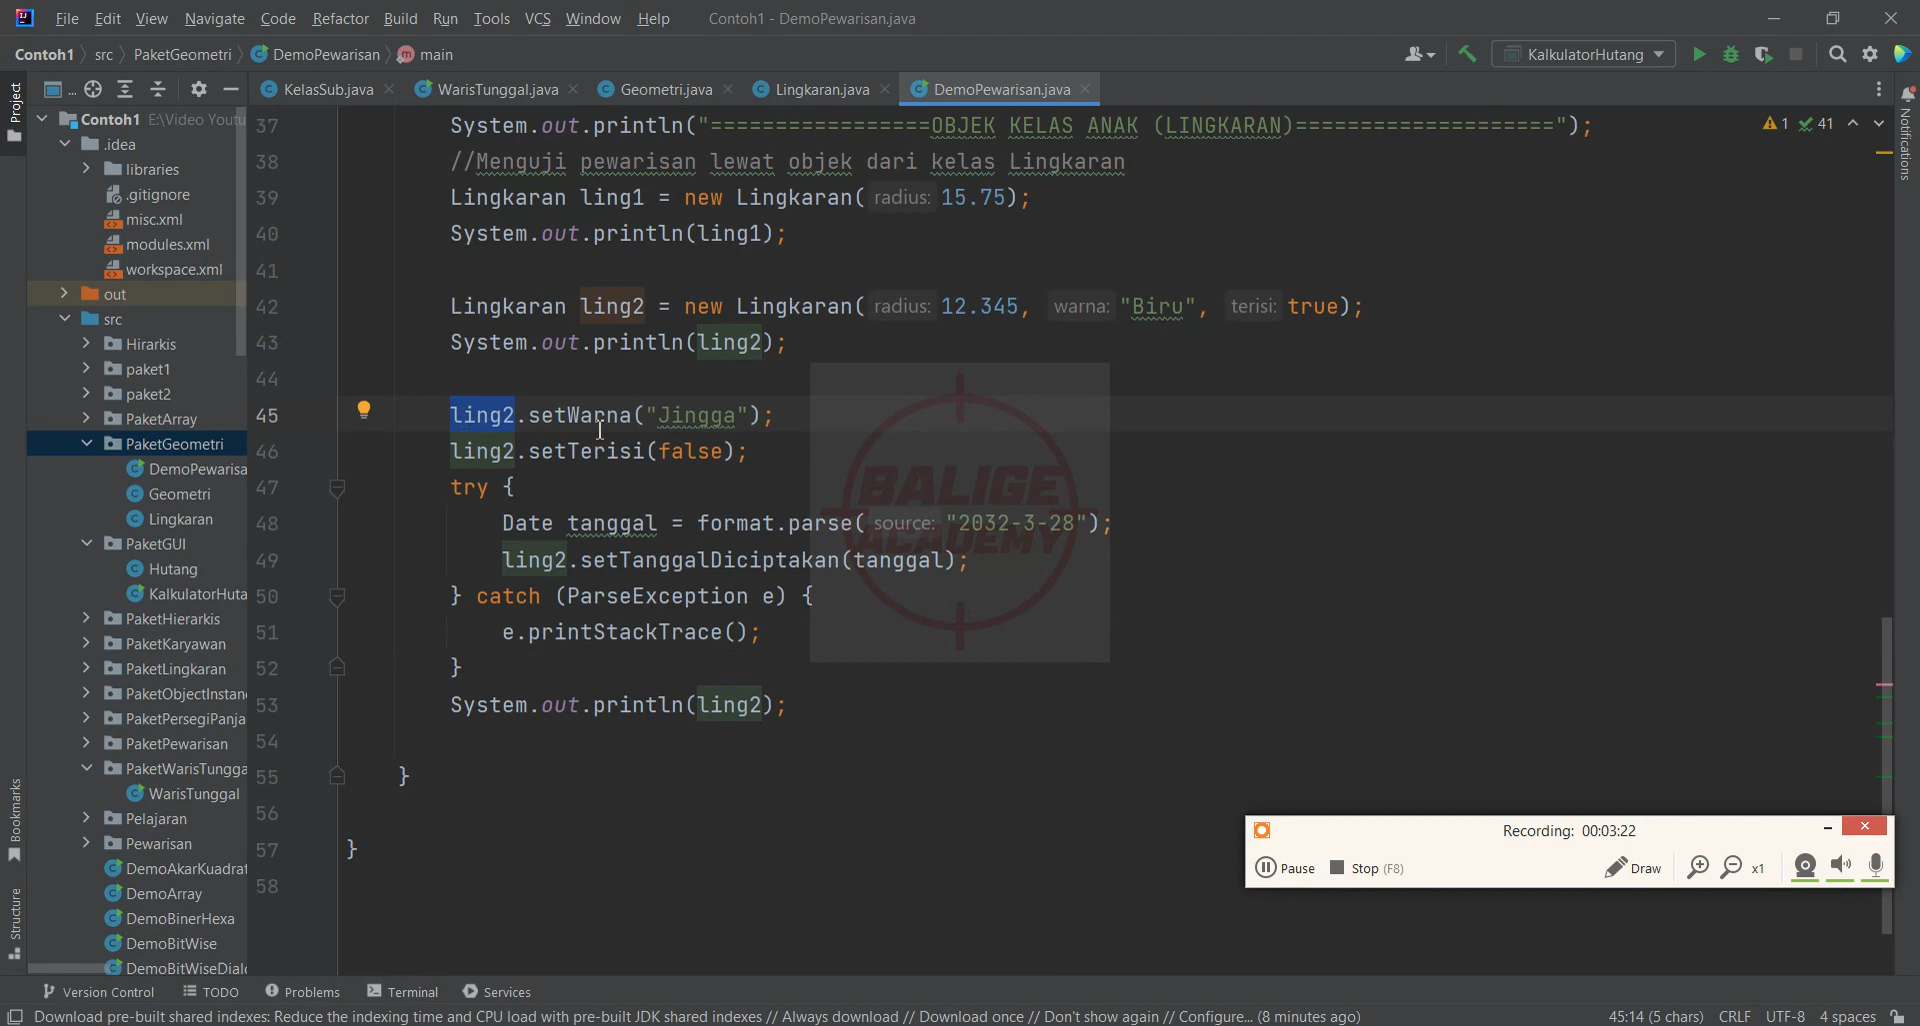 File Edit View Navigate Code Refactor Build Run Tools VCS Window Help Contoh1 - DemoPewarisan.java
Contoh1 src PaketGeometri DemoPewarisan main KalkulatorHutang
... KelasSub.java WarisTunggal.java Geometri.java Lingkaran.java DemoPewarisan.java
Project
Bookmarks
Structure
Notifications
Contoh1 E:\Video Youtu
.idea
libraries
.gitignore
misc.xml
modules.xml
workspace.xml
out
src
Hirarkis
paket1
paket2
PaketArray
PaketGeometri
DemoPewarisa
Geometri
Lingkaran
PaketGUI
Hutang
KalkulatorHuta
PaketHierarkis
PaketKaryawan
PaketLingkaran
PaketObjectInstan
PaketPersegiPanja
PaketPewarisan
PaketWarisTungga
WarisTunggal
Pelajaran
Pewarisan
DemoAkarKuadrat
DemoArray
DemoBinerHexa
DemoBitWise
DemoBitWiseDialo
1 41
37 System.out.println("=================OBJEK KELAS ANAK (LINGKARAN)====================");
38 //Menguji pewarisan lewat objek dari kelas Lingkaran
39 Lingkaran ling1 = new Lingkaran( radius: 15.75);
40 System.out.println(ling1);
41
42 Lingkaran ling2 = new Lingkaran( radius: 12.345, warna: "Biru", terisi: true);
43 System.out.println(ling2);
44
45 ling2.setWarna("Jingga");
46 ling2.setTerisi(false);
47 try {
48 Date tanggal = format.parse( source: "2032-3-28");
49 ling2.setTanggalDiciptakan(tanggal);
50 } catch (ParseException e) {
51 e.printStackTrace();
52 }
53 System.out.println(ling2);
54
55 }
56
57 }
58
BALIGE
ACADEMY
Recording: 00:03:22
Pause Stop (F8) Draw x1
Version Control TODO Problems Terminal Services
Download pre-built shared indexes: Reduce the indexing time and CPU load with pre-built JDK shared indexes // Always download // Download once // Don't show again // Configure... (8 minutes ago) 45:14 (5 chars) CRLF UTF-8 4 spaces